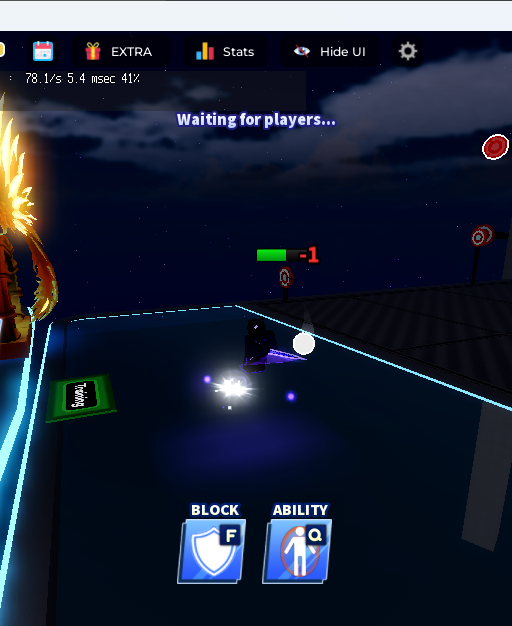 EXTRA
Stats
Hide UI
: 78.1/s 5.4 msec 41%
Waiting for players...
-1
Training
BLOCK
ABILITY
F
Q